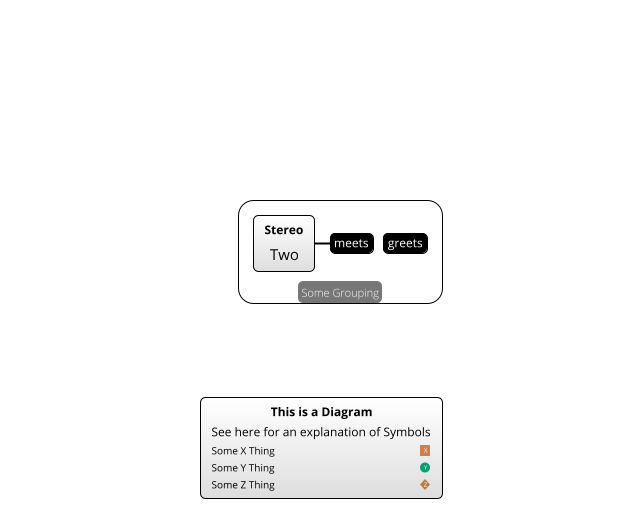 Stereo
Two
meets
greets
Some Grouping
This is a Diagram
See here for an explanation of Symbols
Some X Thing X
Some Y Thing Y
Some Z Thing Z